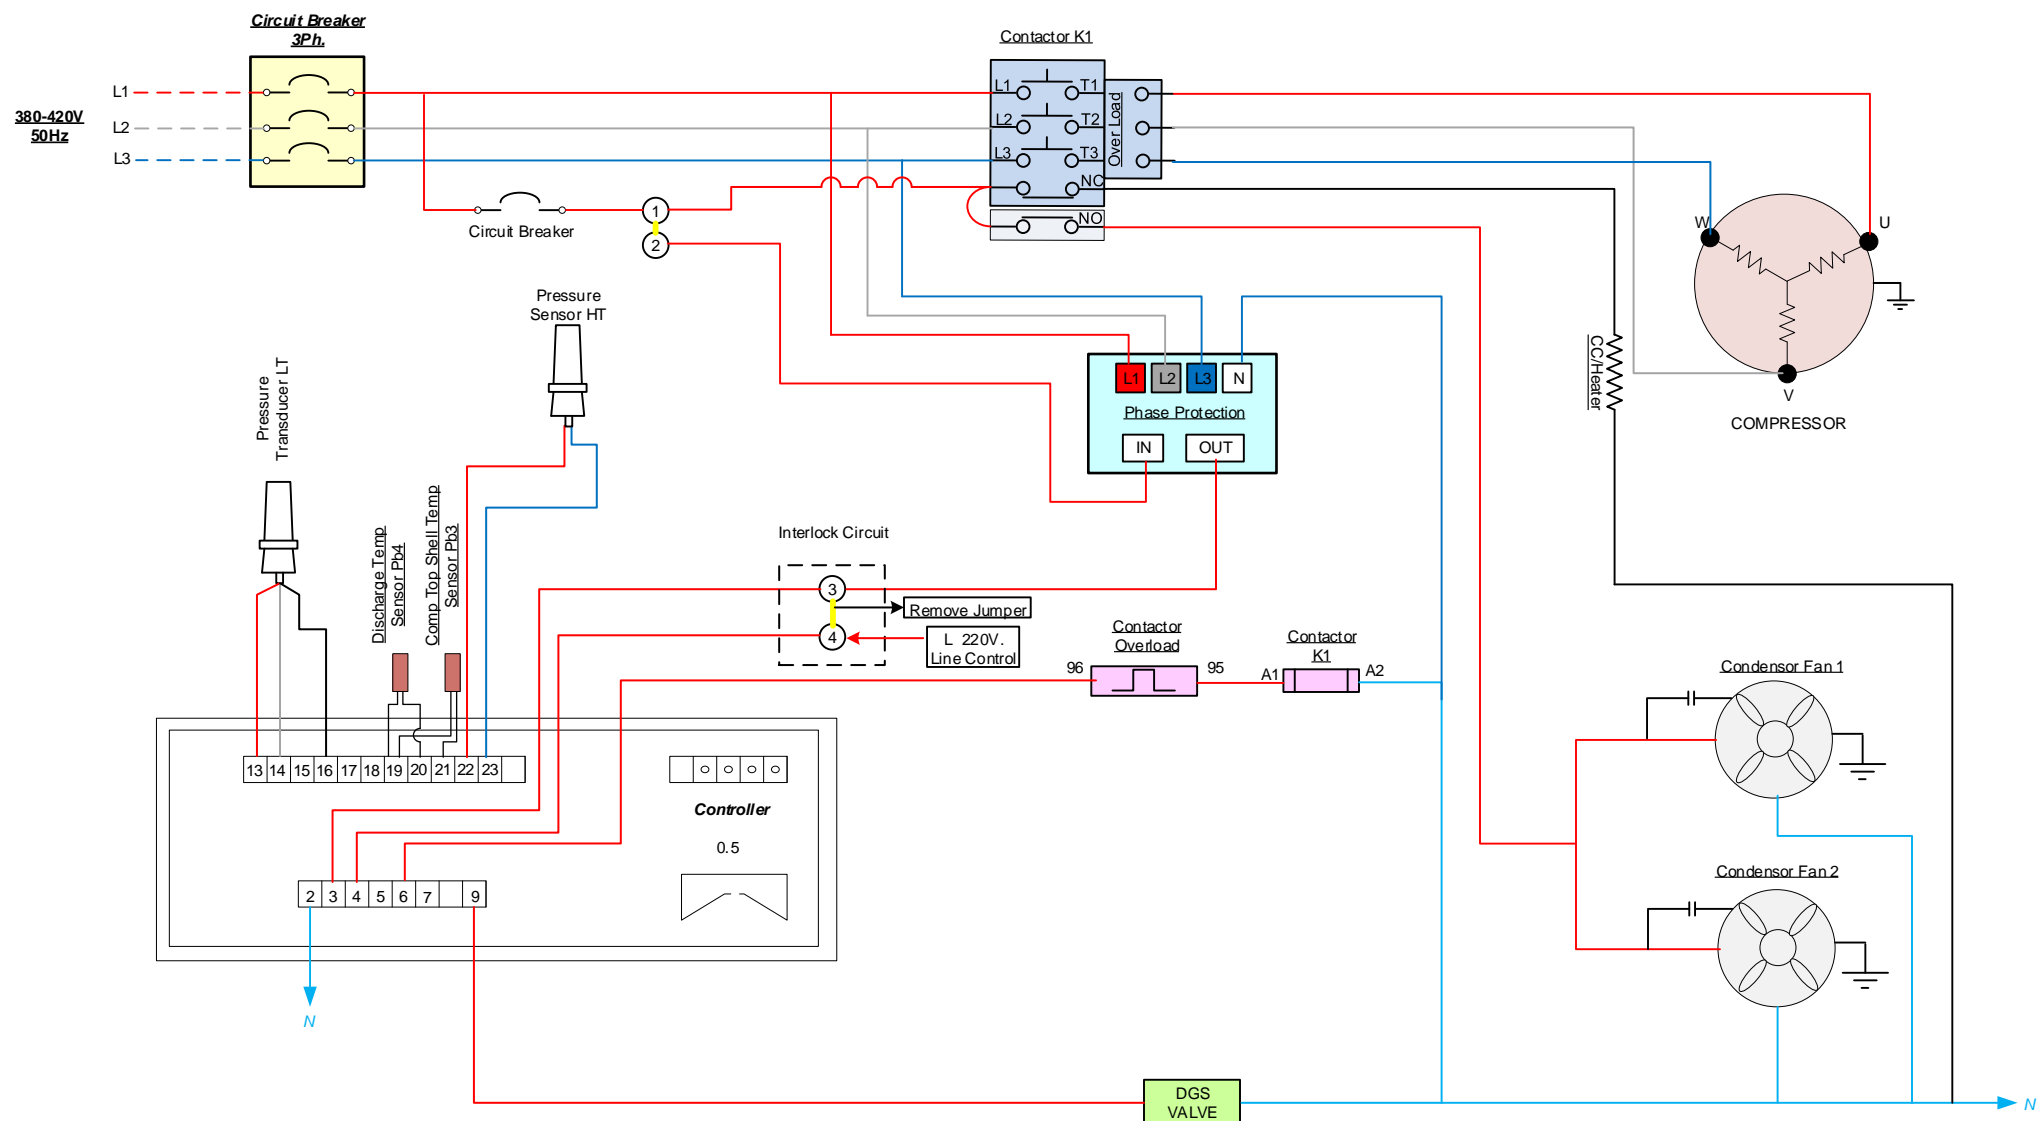 Circuit Breaker
3Ph.
Contactor K1
380-420V
50Hz
L1
L2
L3
L1
L2
L3
T1
T2
T3
NC
NO
Over Load
Circuit Breaker
1
2
Pressure
Sensor HT
Pressure
Transducer LT
W
U
V
COMPRESSOR
CC/Heater
L1
L2
L3
N
Phase Protection
IN
OUT
Interlock Circuit
3
4
Remove Jumper
L 220V.
Line Control
Discharge Temp
Sensor Pb4
Comp Top Shell Temp
Sensor Pb3
Contactor
Overload
96
95
Contactor
K1
A1
A2
Condensor Fan 1
Condensor Fan 2
13
14
15
16
17
18
19
20
21
22
23
Controller
0.5
2
3
4
5
6
7
9
N
DGS
VALVE
N